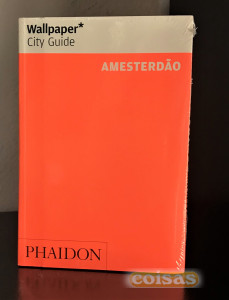 Wallpaper*
City Guide
AMESTERDÃO
PHAIDON
coisas